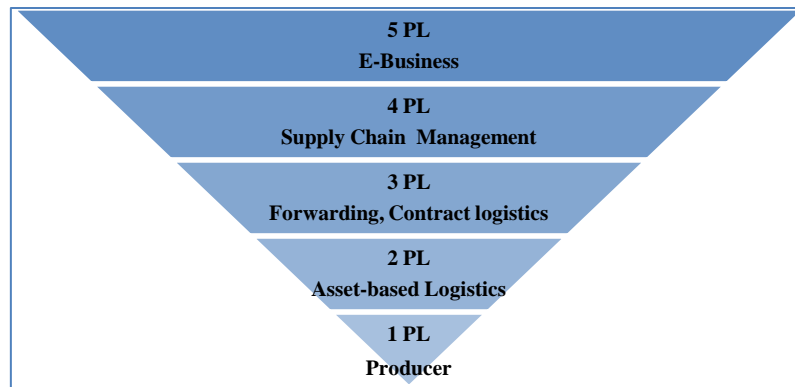 5 PL
E-Business
4 PL
Supply Chain  Management
3 PL
Forwarding, Contract logistics
2 PL
Asset-based Logistics
1 PL
Producer